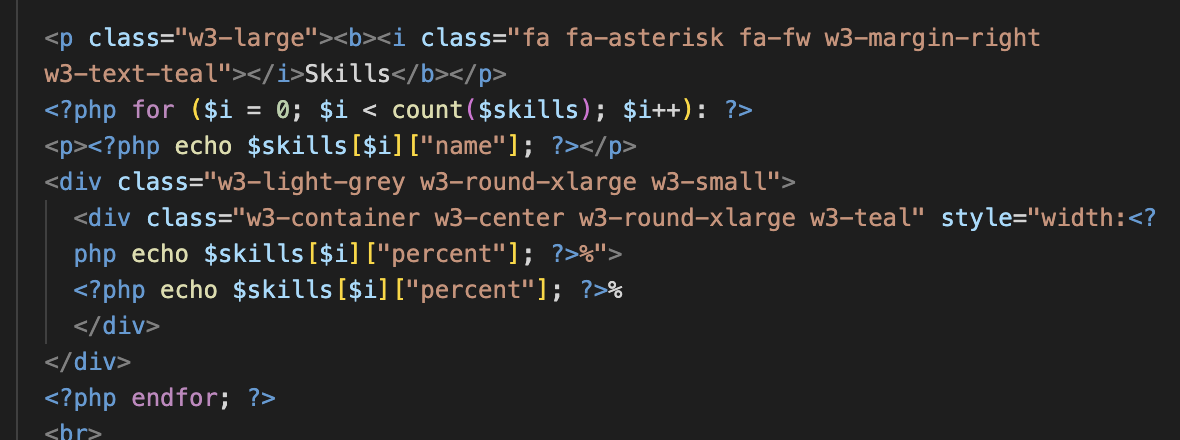 <p class="w3-large"><b><i class="fa fa-asterisk fa-fw w3-margin-right
w3-text-teal"></i>Skills</b></p>
<?php for ($i = 0; $i < count($skills); $i++): ?>
<p><?php echo $skills[$i]["name"]; ?></p>
<div class="w3-light-grey w3-round-xlarge w3-small">
<div class="w3-container w3-center w3-round-xlarge w3-teal" style="width:<?
php echo $skills[$i]["percent"]; ?>%">
<?php echo $skills[$i]["percent"]; ?>%
</div>
</div>
<?php endfor; ?>
<br>